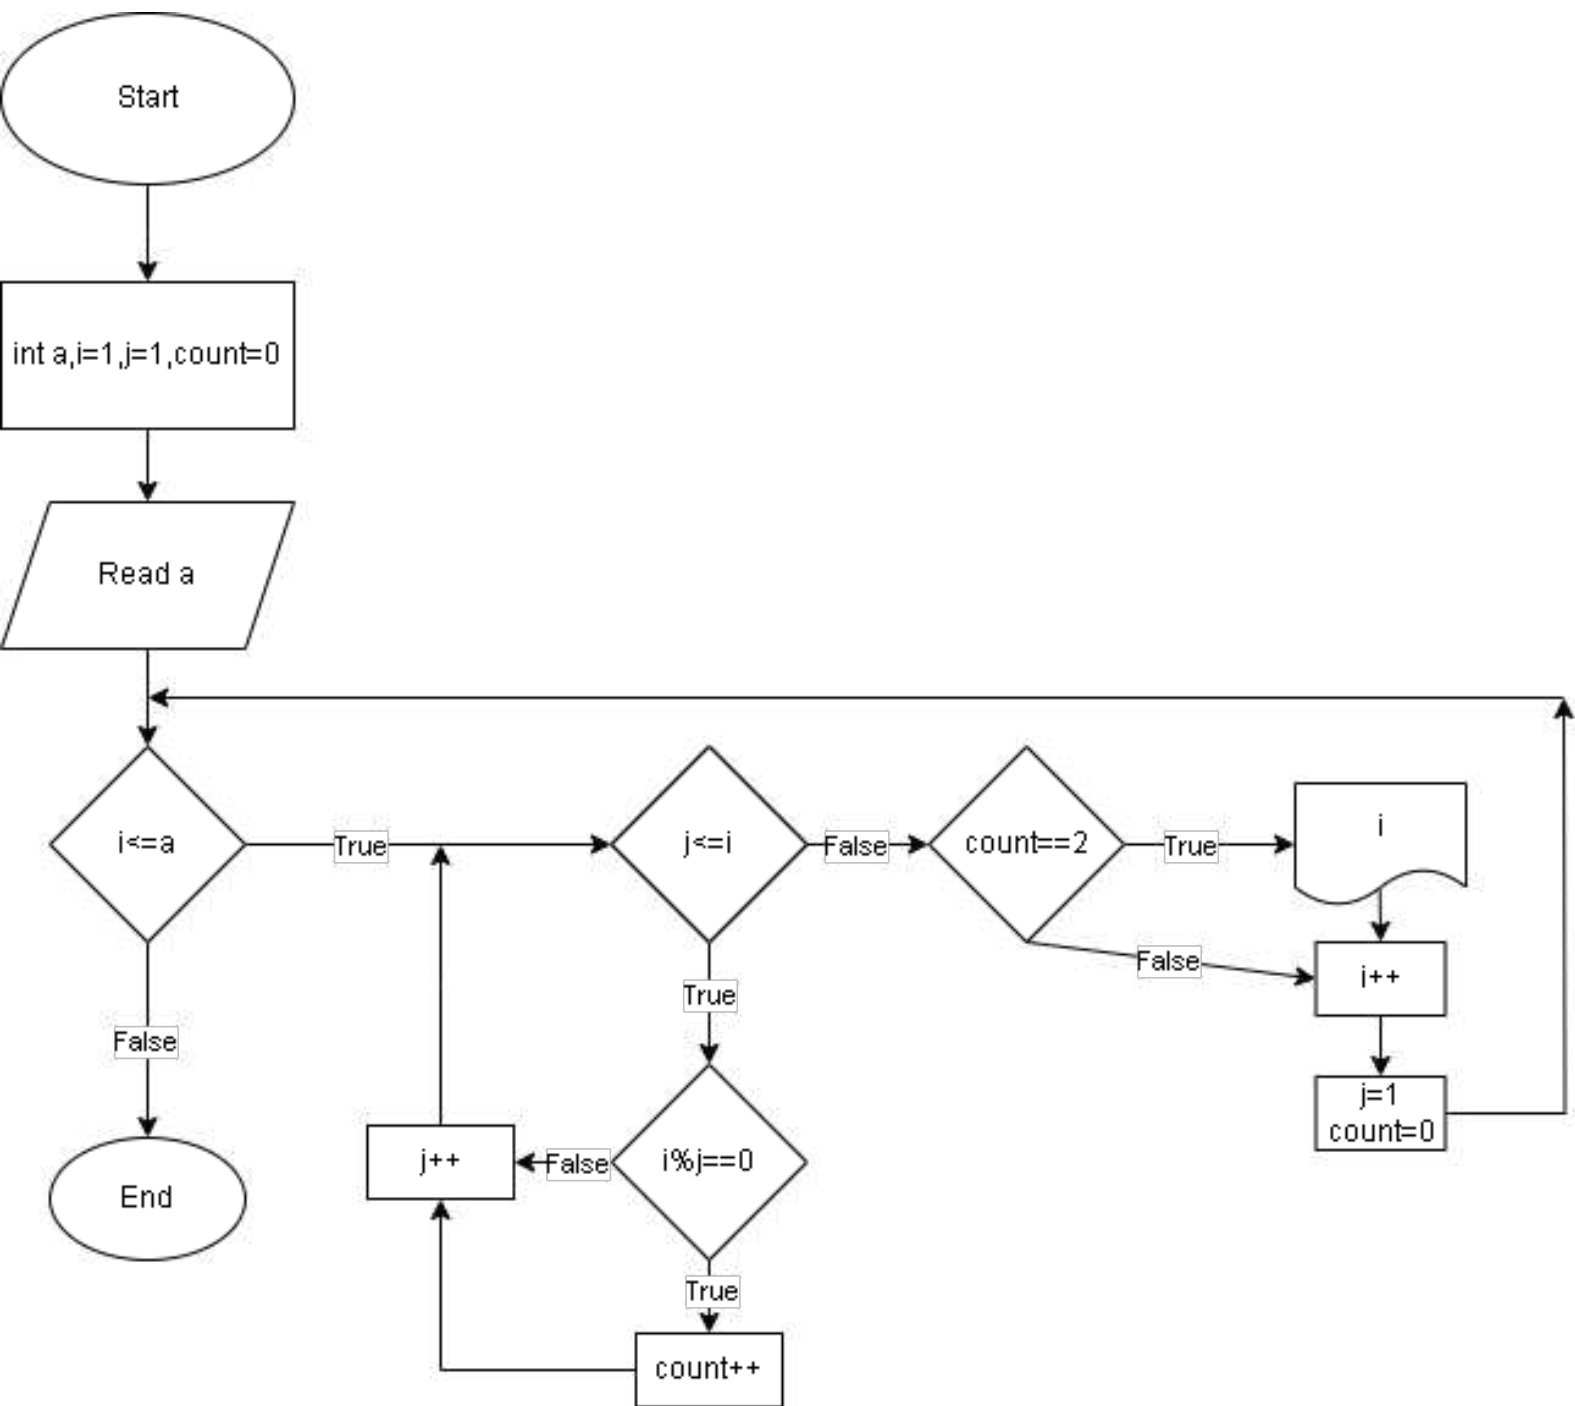 Start
int a,i=1,j=1,count=0
Read a
i<=a
True
j<=i
False
count==2
True
i
False
i++
True
False
j=1
count=0
End
j++
False
i%j==0
True
count++